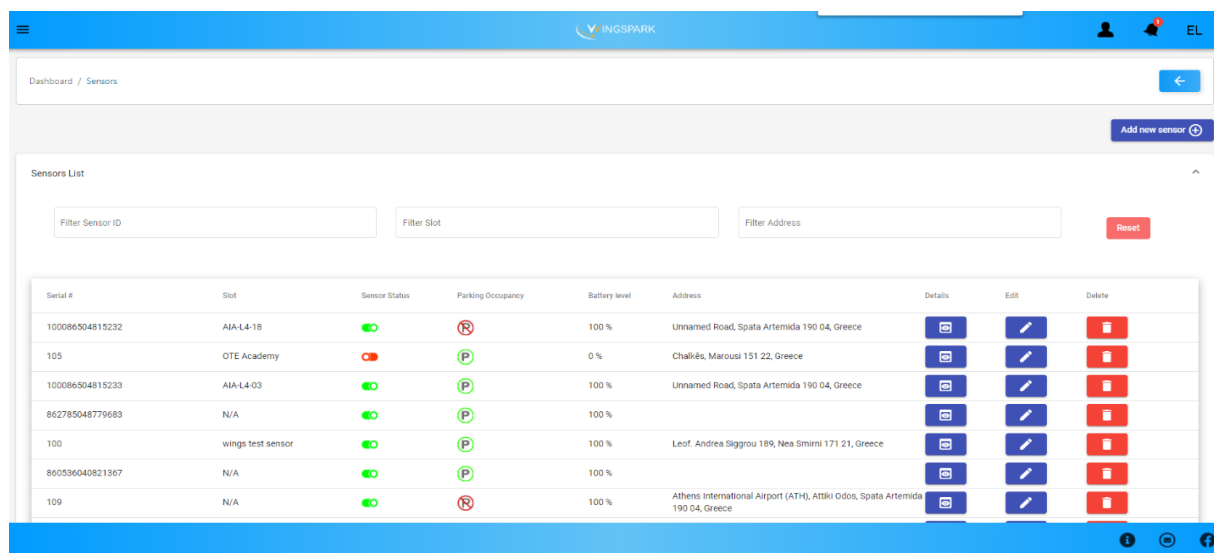 WINGSPARK
1
EL
Dashboard / Sensors
Add new sensor
Sensors List
Filter Sensor ID Filter Slot Filter Address Reset
Serial # Slot Sensor Status Parking Occupancy Battery level Address Details Edit Delete
100086504815232 AIA-L4-18 P 100 % Unnamed Road, Spata Artemida 190 04, Greece
105 OTE Academy P 0 % Chalkēs, Marousi 151 22, Greece
100086504815233 AIA-L4-03 P 100 % Unnamed Road, Spata Artemida 190 04, Greece
862785048779683 N/A P 100 %
100 wings test sensor P 100 % Leof. Andrea Siggrou 189, Nea Smirni 171 21, Greece
860536040821367 N/A P 100 %
109 N/A P 100 % Athens International Airport (ATH), Attiki Odos, Spata Artemida
190 04, Greece